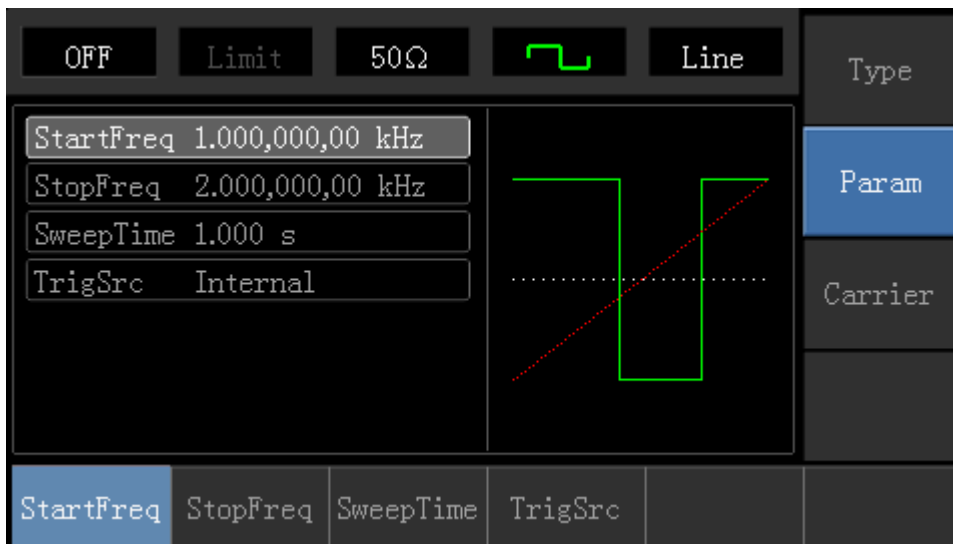 OFF Limit 50Ω Line
Type
StartFreq 1.000,000,00 kHz
StopFreq 2.000,000,00 kHz
Param
SweepTime 1.000 s
TrigSrc Internal
Carrier
StartFreq StopFreq SweepTime TrigSrc